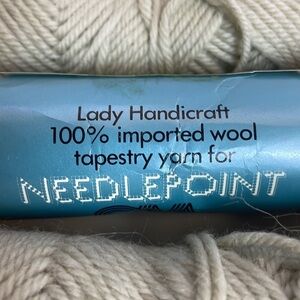 Lady Handicraft
100% imported wool
tapestry yarn for
NEEDLEPOINT